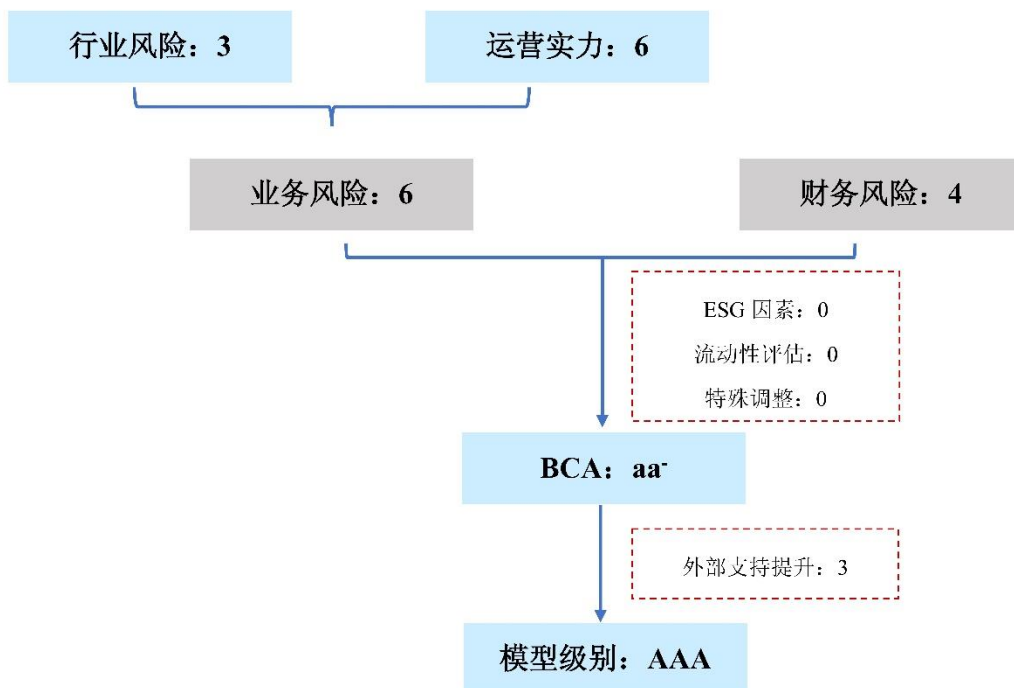 行业风险：3
运营实力：6
业务风险：6
财务风险：4
ESG 因素：0
流动性评估：0
特殊调整：0
BCA：aa-
外部支持提升：3
模型级别：AAA